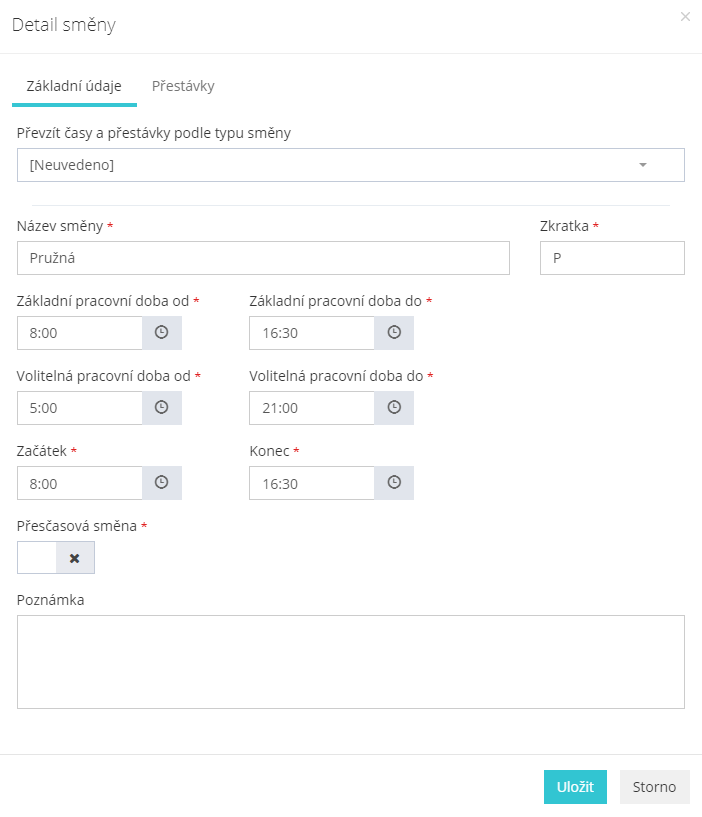 Detail směny
×
Základní údaje Přestávky
Převzít časy a přestávky podle typu směny
[Neuvedeno]
Název směny * Zkratka *
Pružná P
Základní pracovní doba od * Základní pracovní doba do *
8:00 16:30
Volitelná pracovní doba od * Volitelná pracovní doba do *
5:00 21:00
Začátek * Konec *
8:00 16:30
Přesčasová směna *
Poznámka
Uložit Storno